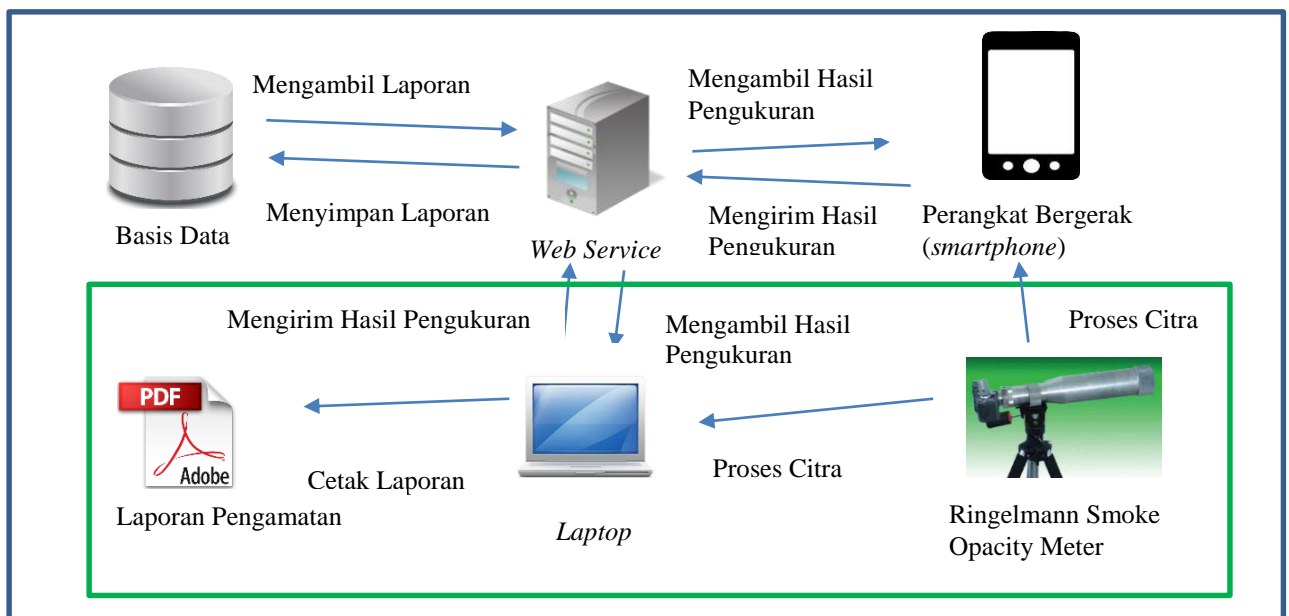 Mengambil Laporan
Menyimpan Laporan
Basis Data
Web Service
Mengambil Hasil
Pengukuran
Mengirim Hasil
Pengukuran
Perangkat Bergerak
(smartphone)
Mengirim Hasil Pengukuran
Mengambil Hasil
Pengukuran
Proses Citra
PDF
Adobe
Cetak Laporan
Laporan Pengamatan
Laptop
Proses Citra
Ringelmann Smoke
Opacity Meter